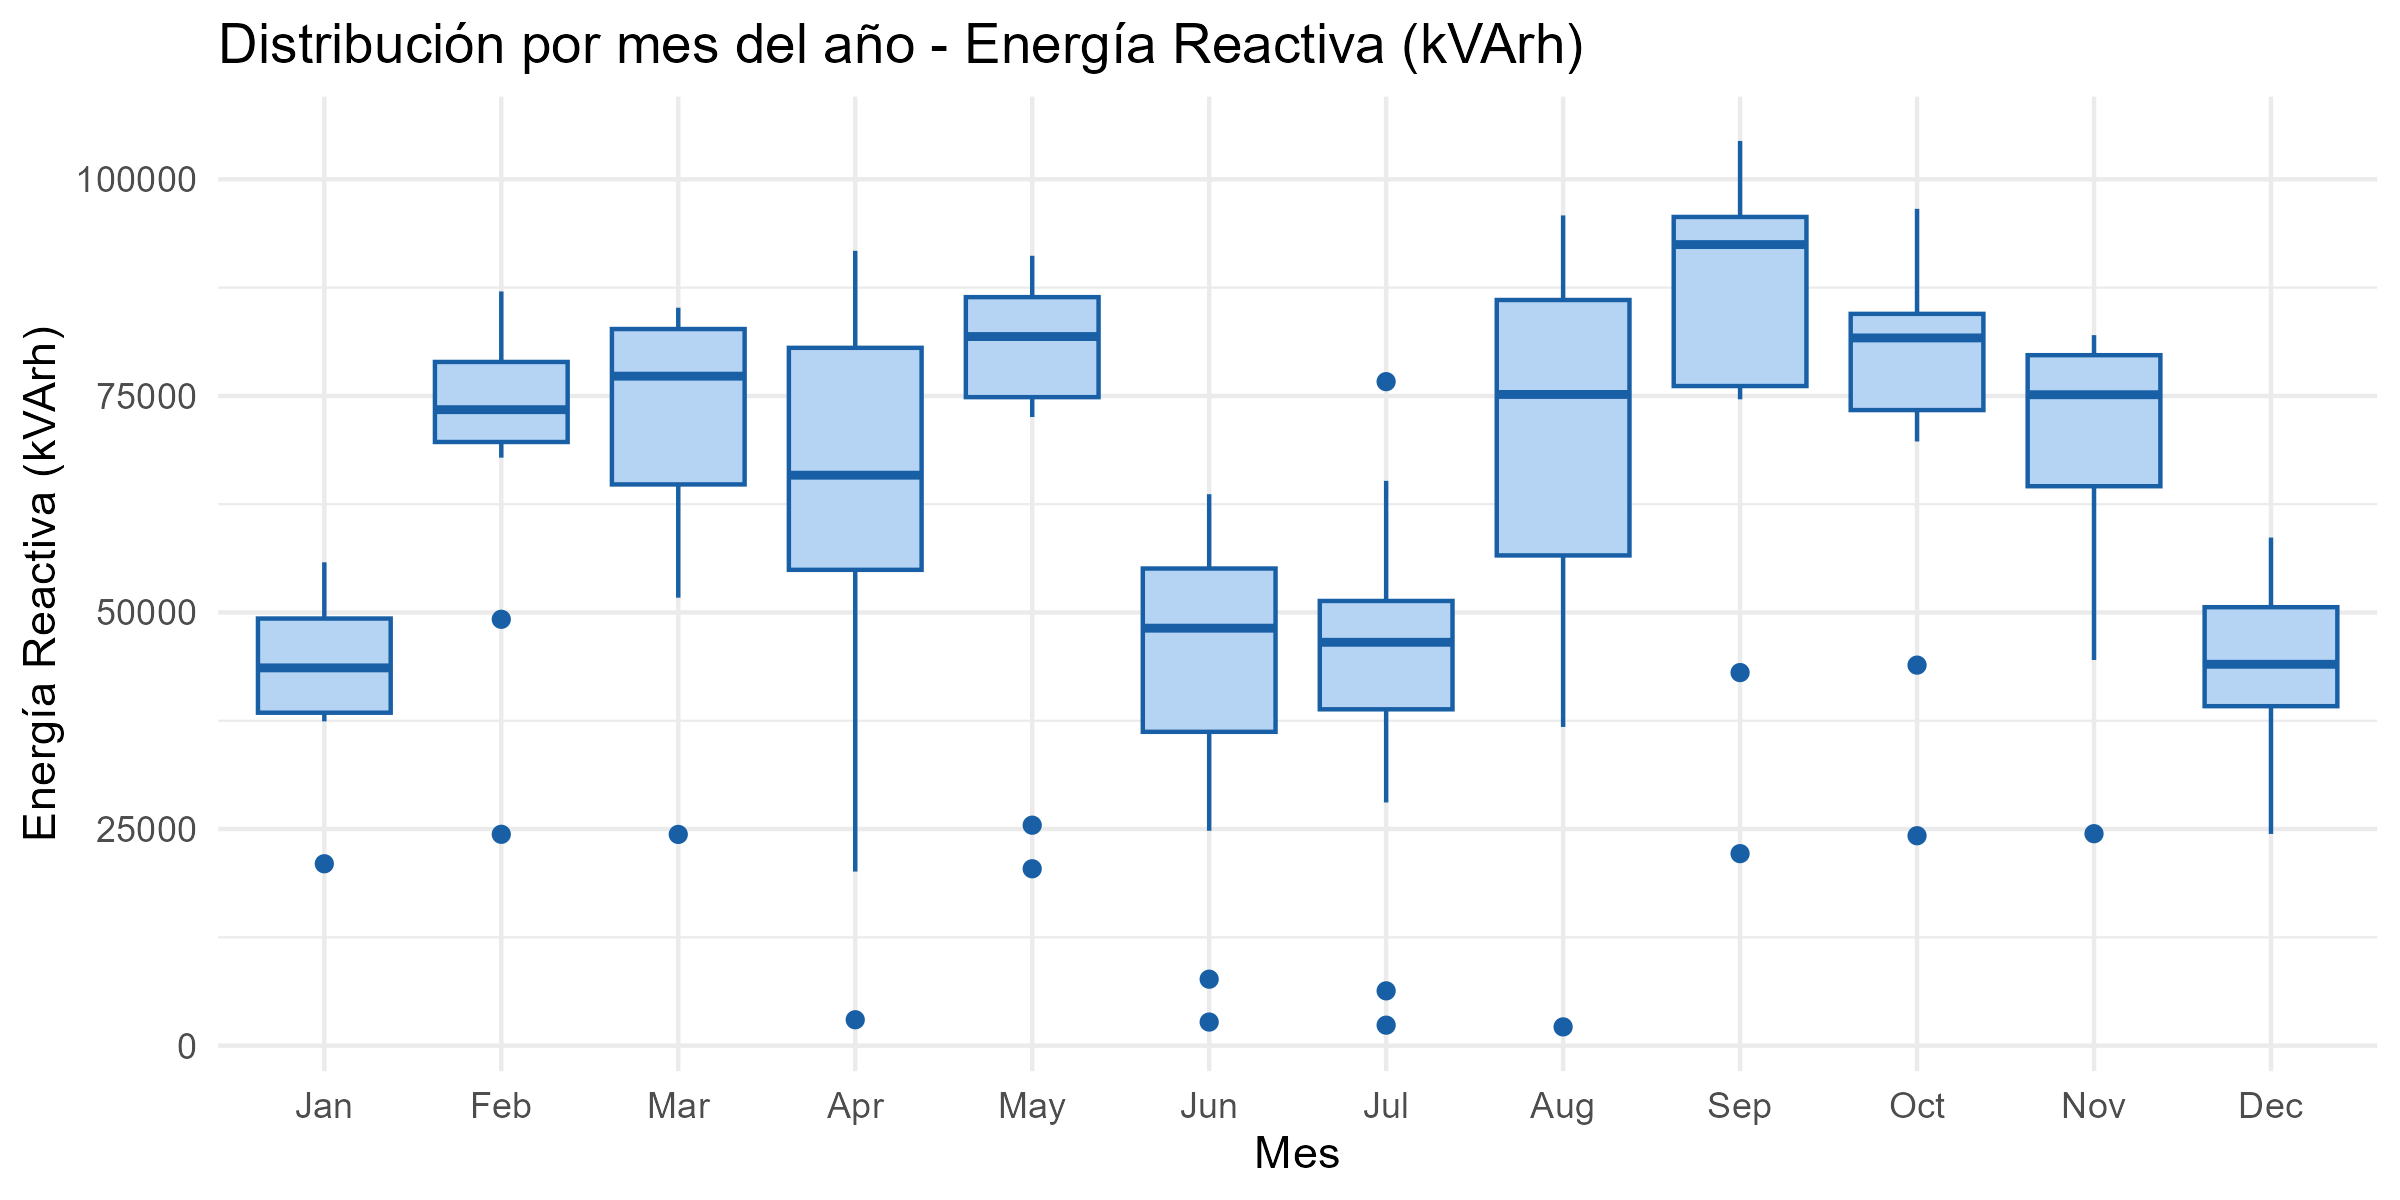 Distribución por mes del año - Energía Reactiva (kVArh)
Energía Reactiva (kVArh)
100000
75000
50000
25000
0
Jan Feb Mar Apr May Jun Jul Aug Sep Oct Nov Dec
Mes